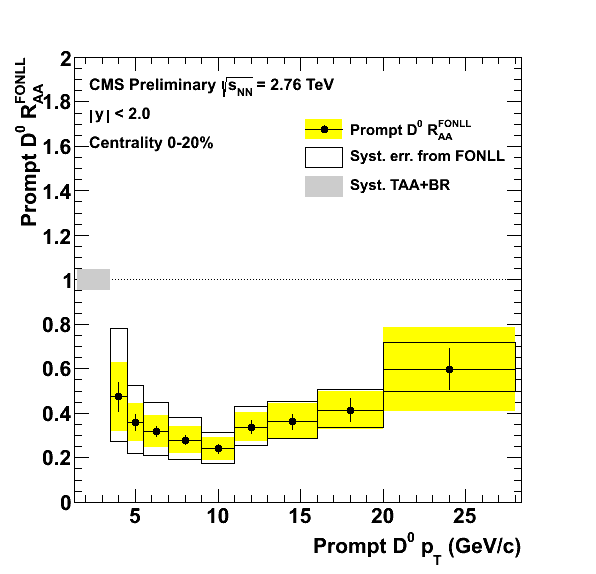 CMS Preliminary √sNN = 2.76 TeV
|y| < 2.0
Centrality 0-20%
Prompt D0 RAAFONLL
Syst. err. from FONLL
Syst. TAA+BR
Prompt D0 RAAFONLL
2
1.8
1.6
1.4
1.2
1
0.8
0.6
0.4
0.2
0
5 10 15 20 25
Prompt D0 pT (GeV/c)